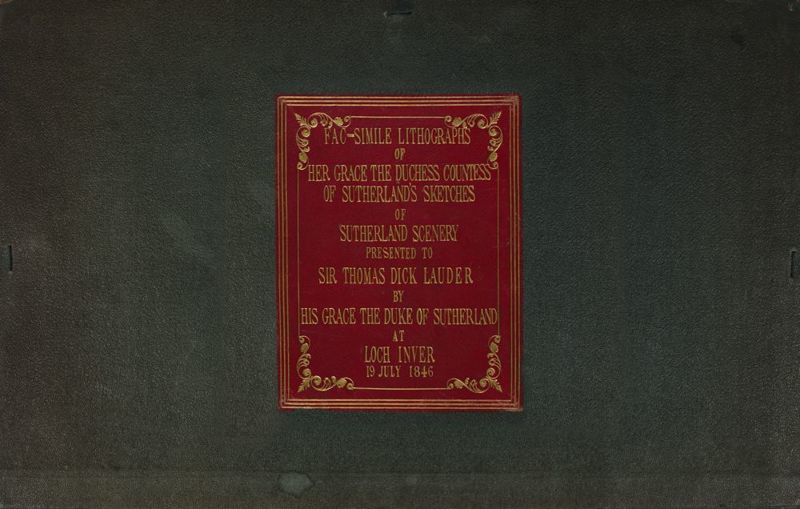 FAC-SIMILE LITHOGRAPHS
OF
HER GRACE THE DUCHESS COUNTESS
OF SUTHERLAND'S SKETCHES
OF
SUTHERLAND SCENERY
PRESENTED TO
SIR THOMAS DICK LAUDER
BY
HIS GRACE THE DUKE OF SUTHERLAND
AT
LOCH INVER
19 JULY 1846